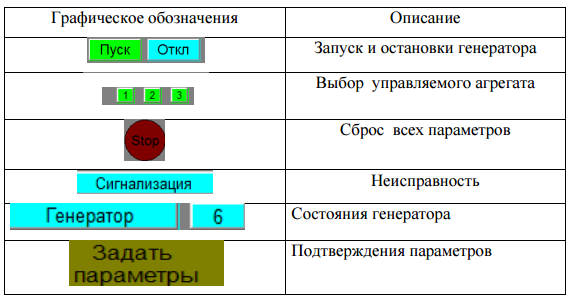 Графическое обозначения Описание
Пуск Откл Запуск и остановки генератора
1 2 3 Выбор управляемого агрегата
Stop Сброс всех параметров
Сигнализация Неисправность
Генератор 6 Состояния генератора
Задать Подтверждения параметров
параметры